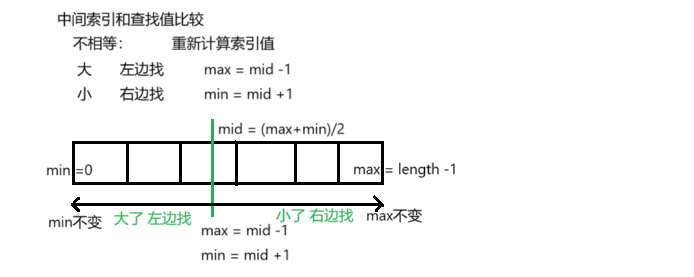 中间索引和查找值比较
不相等： 重新计算索引值
大 左边找 max = mid -1
小 右边找 min = mid +1
mid = (max+min)/2
min =0 max = length -1
min不变 大了 左边找 小了 右边找 max不变
max = mid -1
min = mid +1